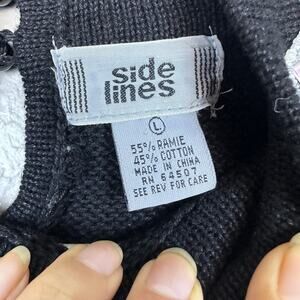 side
lines
L
55% RAMIE
45% COTTON
MADE IN CHINA
RN 64507
SEE REV FOR CARE